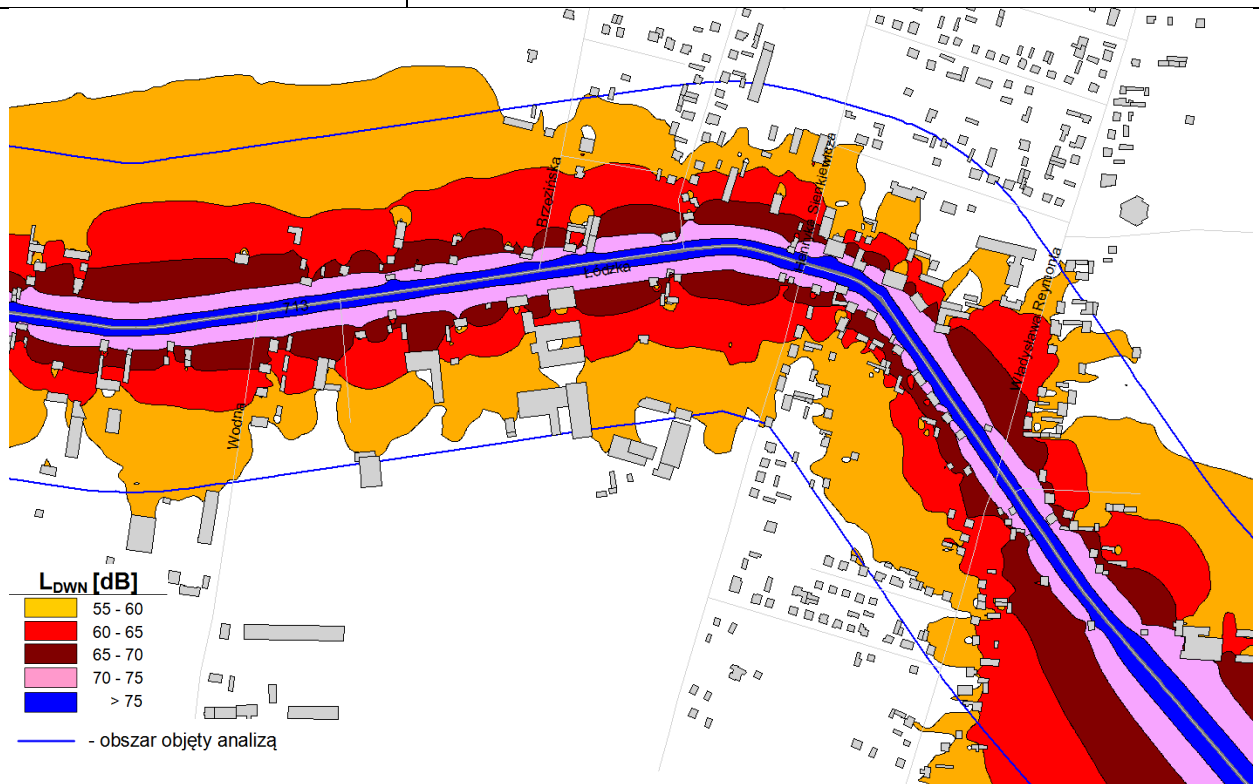 Brzezińska
Henryka Sienkiewicza
Łódzka
713
Władysława Reymonta
Wodna
LDWN [dB]
55 - 60
60 - 65
65 - 70
70 - 75
> 75
- obszar objęty analizą